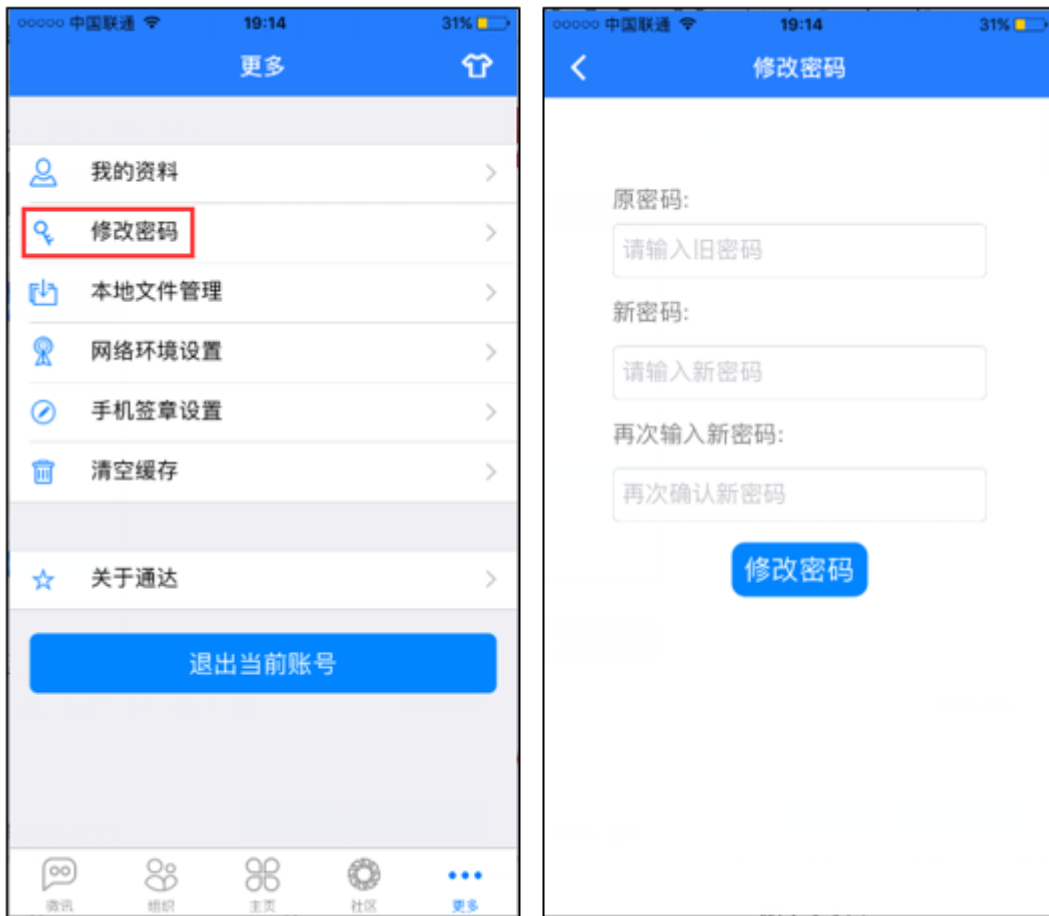 中国联通
19:14
31%
更多
我的资料
修改密码
本地文件管理
网络环境设置
手机签章设置
清空缓存
关于通达
退出当前账号
微讯
组织
主页
社区
更多
中国联通
19:14
31%
修改密码
原密码:
请输入旧密码
新密码:
请输入新密码
再次输入新密码:
再次确认新密码
修改密码